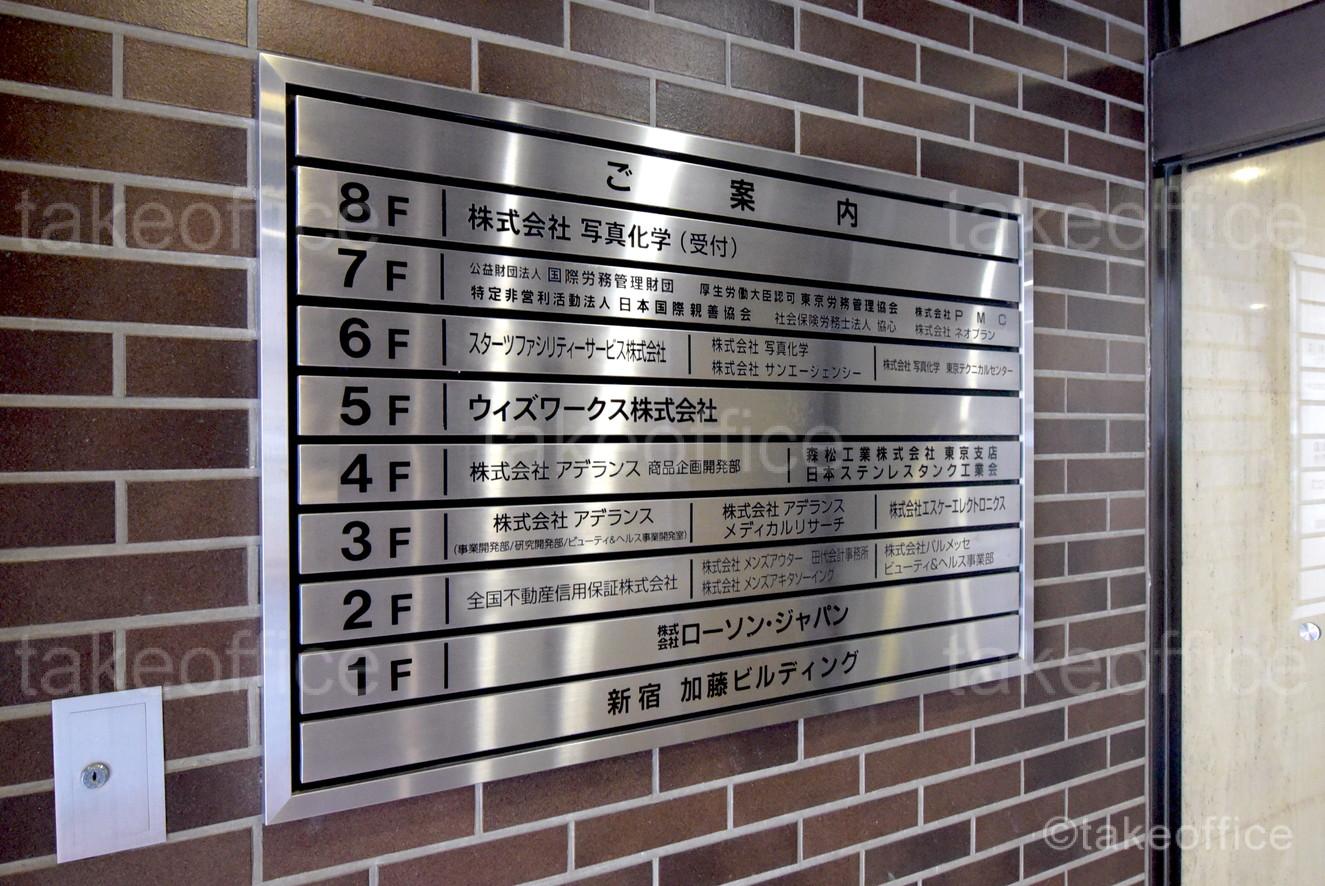 ご案内
8F 株式会社 写真化学（受付）
7F 公益財団法人 国際労務管理財団 厚生労働大臣認可 東京労務管理協会 株式会社 PMC
特定非営利活動法人 日本国際親善協会 社会保険労務士法人 協心 株式会社 ネオプラン
6F スターツファシリティーサービス株式会社 株式会社 写真化学 株式会社 写真化学 東京テクニカルセンター
株式会社 サンエージェンシー
5F ウィズワークス株式会社
4F 株式会社 アデランス 商品企画開発部 森松工業株式会社 東京支店
日本ステンレスタンク工業会
3F 株式会社 アデランス 株式会社 アデランス 株式会社エスケーエレクトロニクス
（事業開発部/研究開発部/ビューティ&ヘルス事業開発室） メディカルリサーチ
2F 全国不動産信用保証株式会社 株式会社 メンズアウター 田代会計事務所 株式会社パルメッセ
株式会社 メンズアキタソーイング ビューティ&ヘルス事業部
1F 株式会社ローソン・ジャパン
新宿 加藤ビルディング
takeoffice
takeoffice
takeoffice
takeoffice
takeoffice
©takeoffice